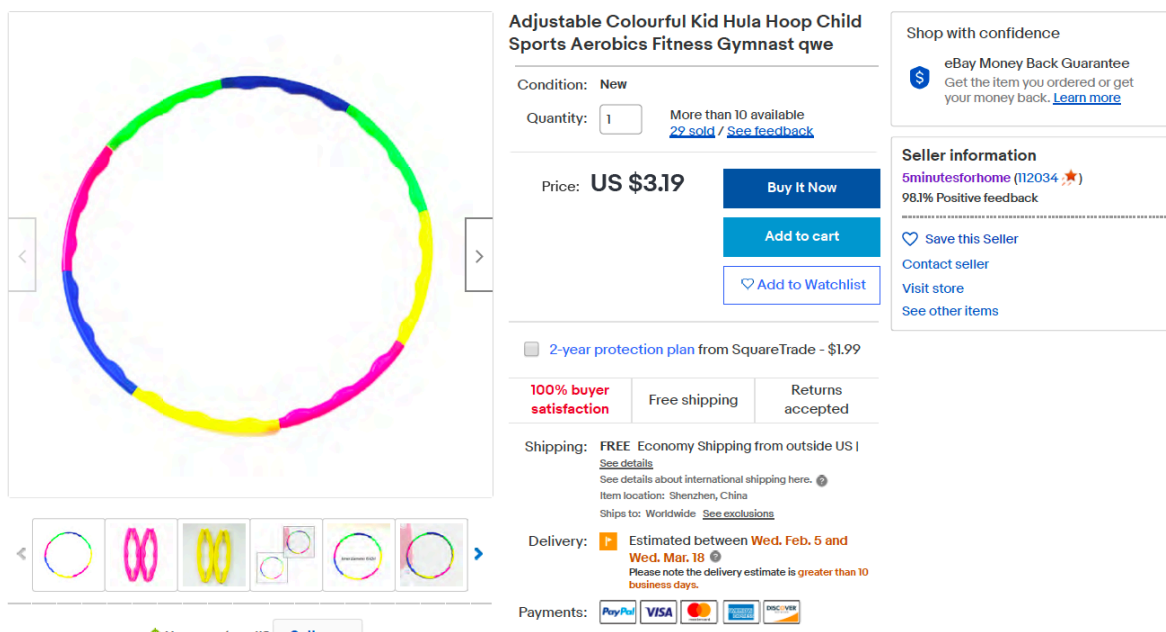 Adjustable Colourful Kid Hula Hoop Child
Sports Aerobics Fitness Gymnast qwe
Condition: New
Quantity: 1
More than 10 available
29 sold / See feedback
Price: US $3.19
Buy It Now
Add to cart
Add to Watchlist
2-year protection plan from SquareTrade - $1.99
100% buyer
satisfaction
Free shipping
Returns
accepted
Shipping: FREE Economy Shipping from outside US |
See details
See details about international shipping here. ?
Item location: Shenzhen, China
Ships to: Worldwide See exclusions
Delivery: Estimated between Wed. Feb. 5 and
Wed. Mar. 18 ?
Please note the delivery estimate is greater than 10
business days.
Payments: PayPal VISA MasterCard AMERICAN EXPRESS DISCOVER
Shop with confidence
eBay Money Back Guarantee
Get the item you ordered or get
your money back. Learn more
Seller information
5minutesforhome (112034)
98.1% Positive feedback
Save this Seller
Contact seller
Visit store
See other items